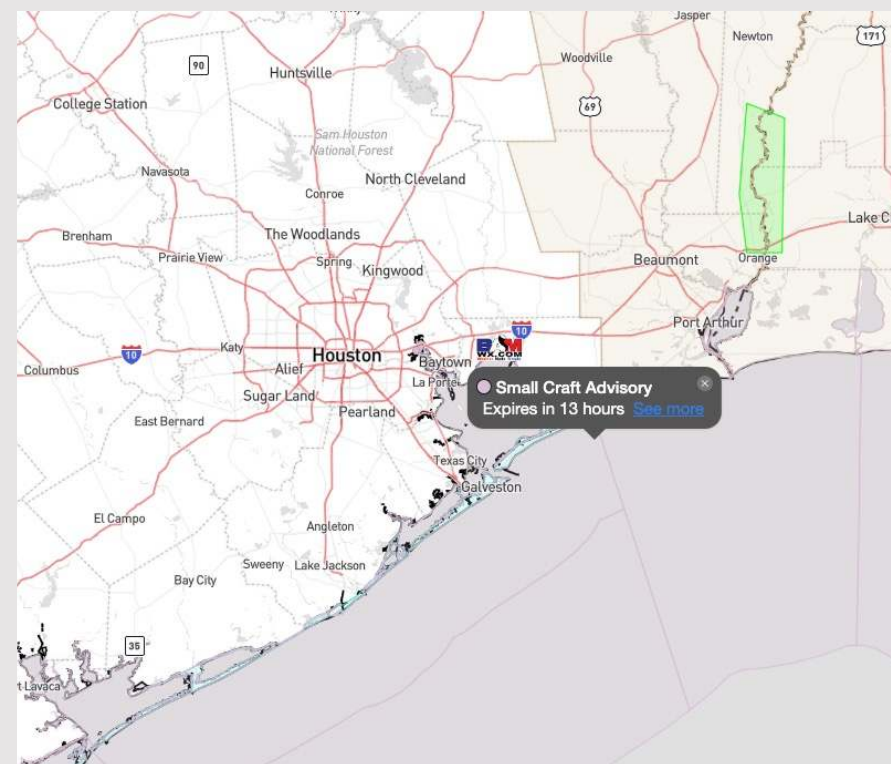 Jasper
Newton
171
Woodville
90
Huntsville
69
College Station
Sam Houston
National Forest
North Cleveland
Navasota
Conroe
The Woodlands
Lake C
Brenham
Prairie View
Spring
Kingwood
Beaumont
Orange
Port Arthur
10
10
Columbus
Katy
Houston
Baytown
WX.COM
Alief
La Porte
Sugar Land
Pearland
Small Craft Advisory
Expires in 13 hours See more
East Bernard
Texas City
Galveston
El Campo
Angleton
Sweeny
Lake Jackson
Bay City
35
t Lavaca